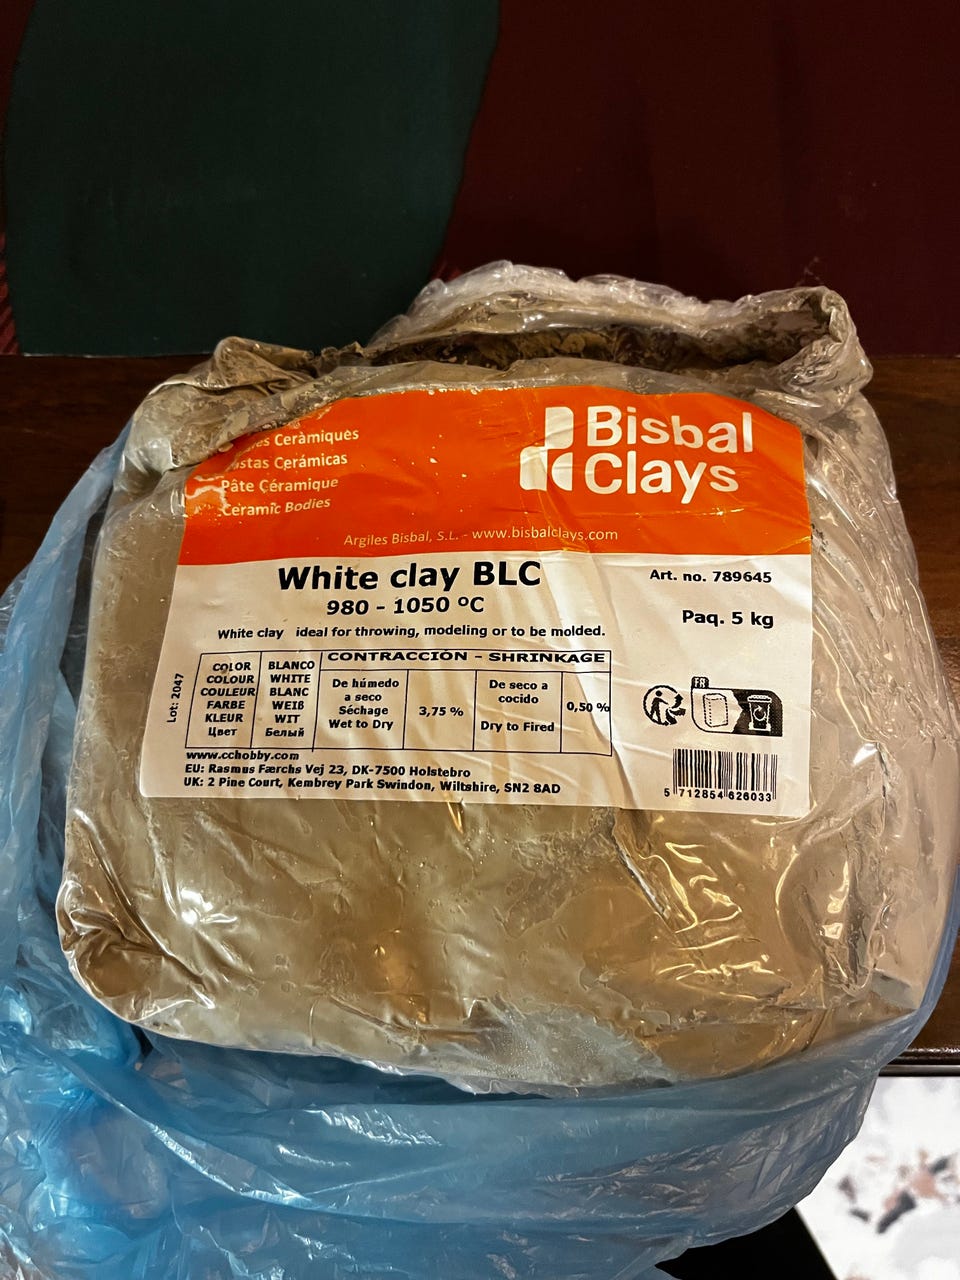 Ceràmiques
Cerámicas
Pâte Céramique
Ceramic Bodies
Bisbal
Clays
Argiles Bisbal, S.L. - www.bisbalclays.com
White clay BLC
980 - 1050 ºC
Art. no. 789645
Paq. 5 kg
White clay ideal for throwing, modeling or to be molded.
Lot: 2047
COLOR
COLOUR
COULEUR
FARBE
KLEUR
Цвет
BLANCO
WHITE
BLANC
WEIß
WIT
Белый
CONTRACCIÓN - SHRINKAGE
De húmedo
a seco
Séchage
Wet to Dry
3,75 %
De seco a
cocido
Dry to Fired
0,50 %
FR
www.cchobby.com
EU: Rasmus Færchs Vej 23, DK-7500 Holstebro
UK: 2 Pine Court, Kembrey Park Swindon, Wiltshire, SN2 8AD
5 712854 626033